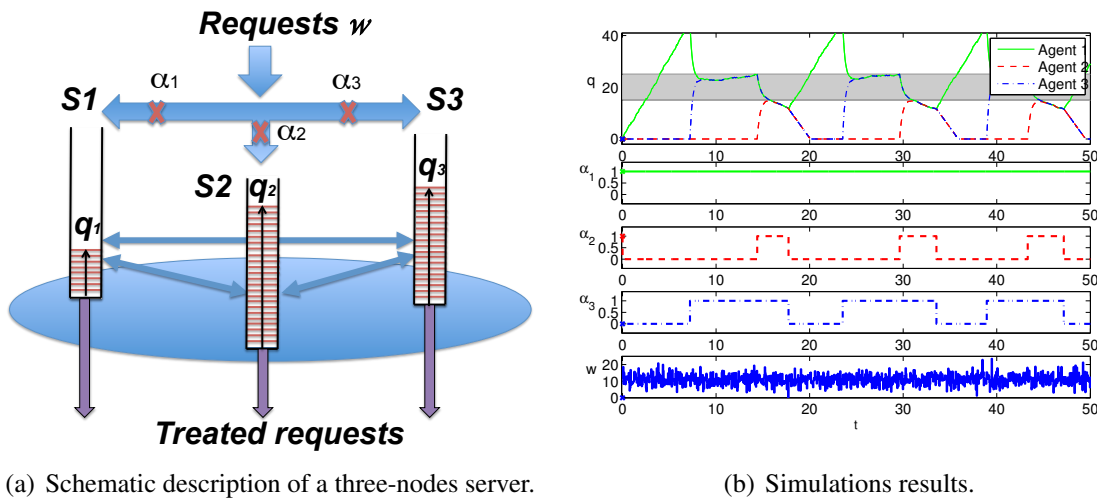 Requests w
α1
α3
S1
S3
α2
q3
S2
q2
q1
Treated requests
(a) Schematic description of a three-nodes server.
40
q
20
0
Agent 1
Agent 2
Agent 3
0 10 20 30 40 50
α1
1
0.5
0
0 10 20 30 40 50
α2
1
0.5
0
0 10 20 30 40 50
α3
1
0.5
0
0 10 20 30 40 50
w
20
10
0
0 10 20 30 40 50
t
(b) Simulations results.